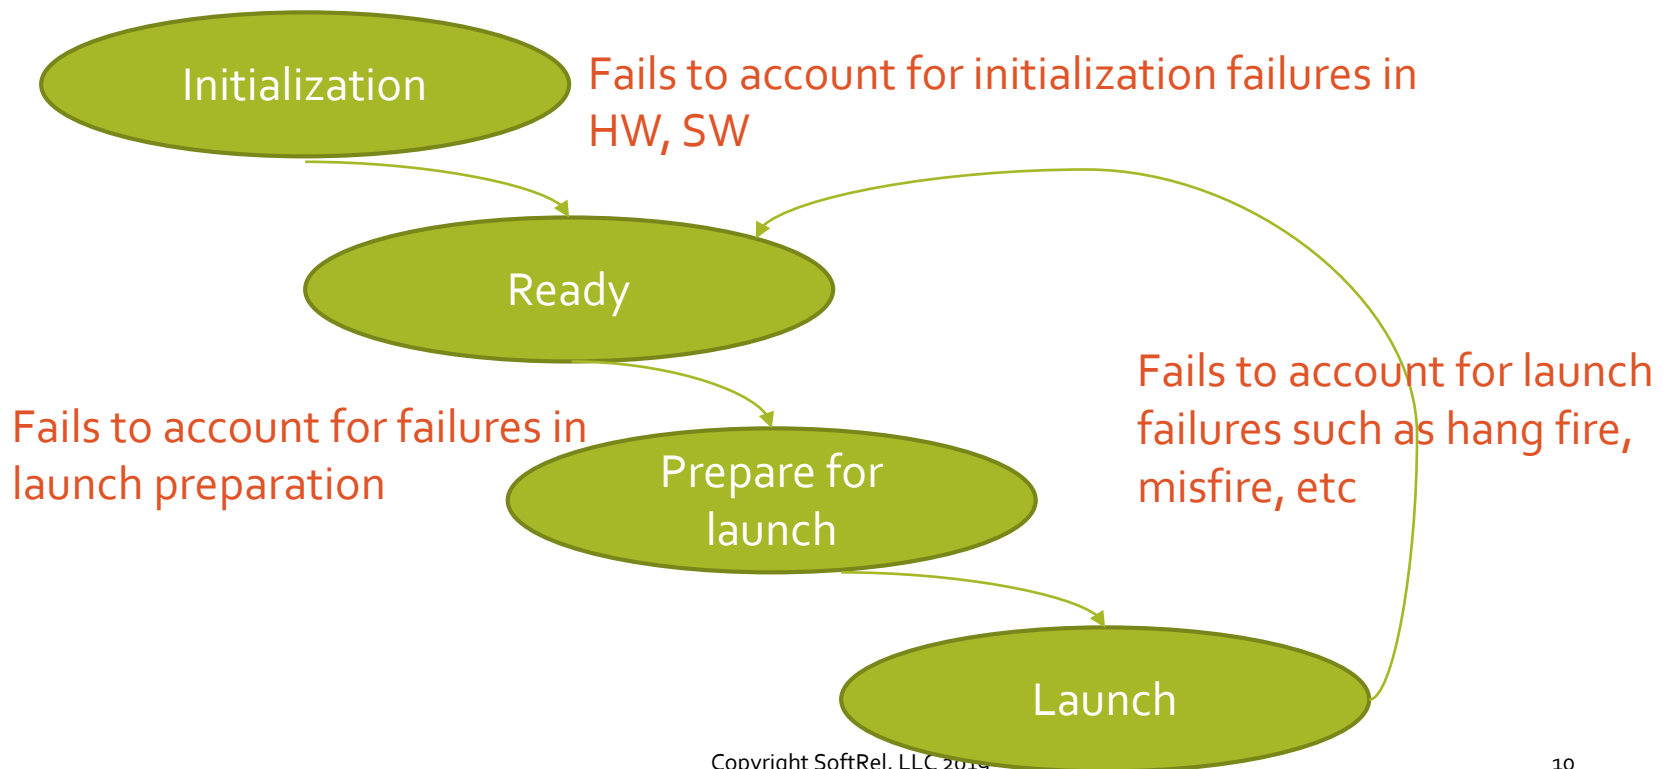 Initialization
Fails to account for initialization failures in
HW, SW
Ready
Fails to account for launch
failures such as hang fire,
misfire, etc
Fails to account for failures in
launch preparation
Prepare for
launch
Launch
Copyright SoftRel, LLC 2019
10